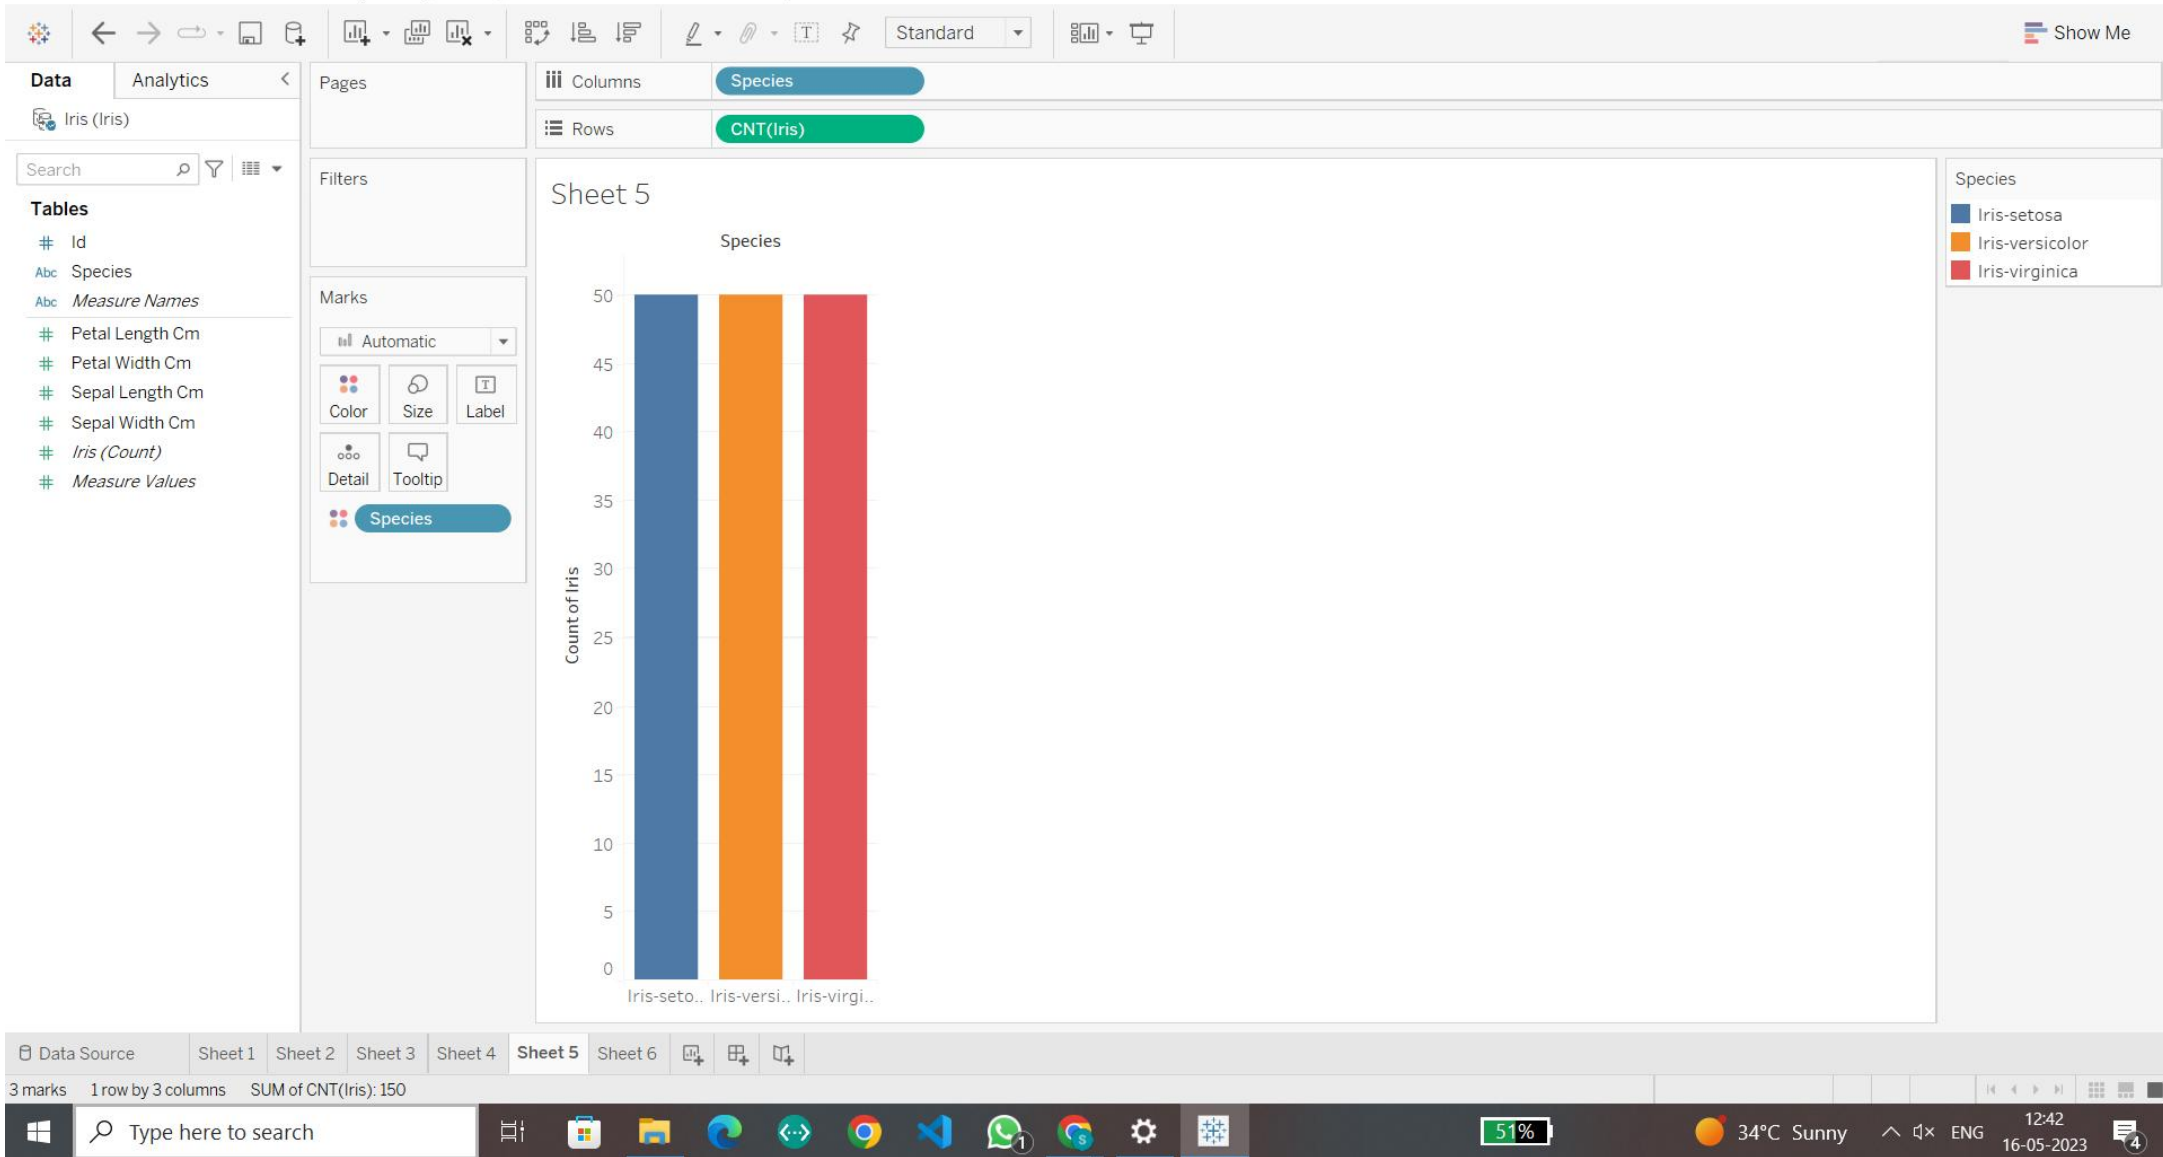 Standard
Show Me
Data
Analytics
Iris (Iris)
Search
Tables
# Id
Abc Species
Abc Measure Names
# Petal Length Cm
# Petal Width Cm
# Sepal Length Cm
# Sepal Width Cm
# Iris (Count)
# Measure Values
Pages
Filters
Marks
Automatic
Color
Size
T
Label
Detail
Tooltip
Species
Columns
Species
Rows
CNT(Iris)
Sheet 5
Species
50
45
40
35
30
25
20
15
10
5
0
Count of Iris
Iris-seto.. Iris-versi.. Iris-virgi..
Species
Iris-setosa
Iris-versicolor
Iris-virginica
Data Source
Sheet 1
Sheet 2
Sheet 3
Sheet 4
Sheet 5
Sheet 6
3 marks 1 row by 3 columns SUM of CNT(Iris): 150
Type here to search
1
S
51%
34°C Sunny
ENG
12:42
16-05-2023
4